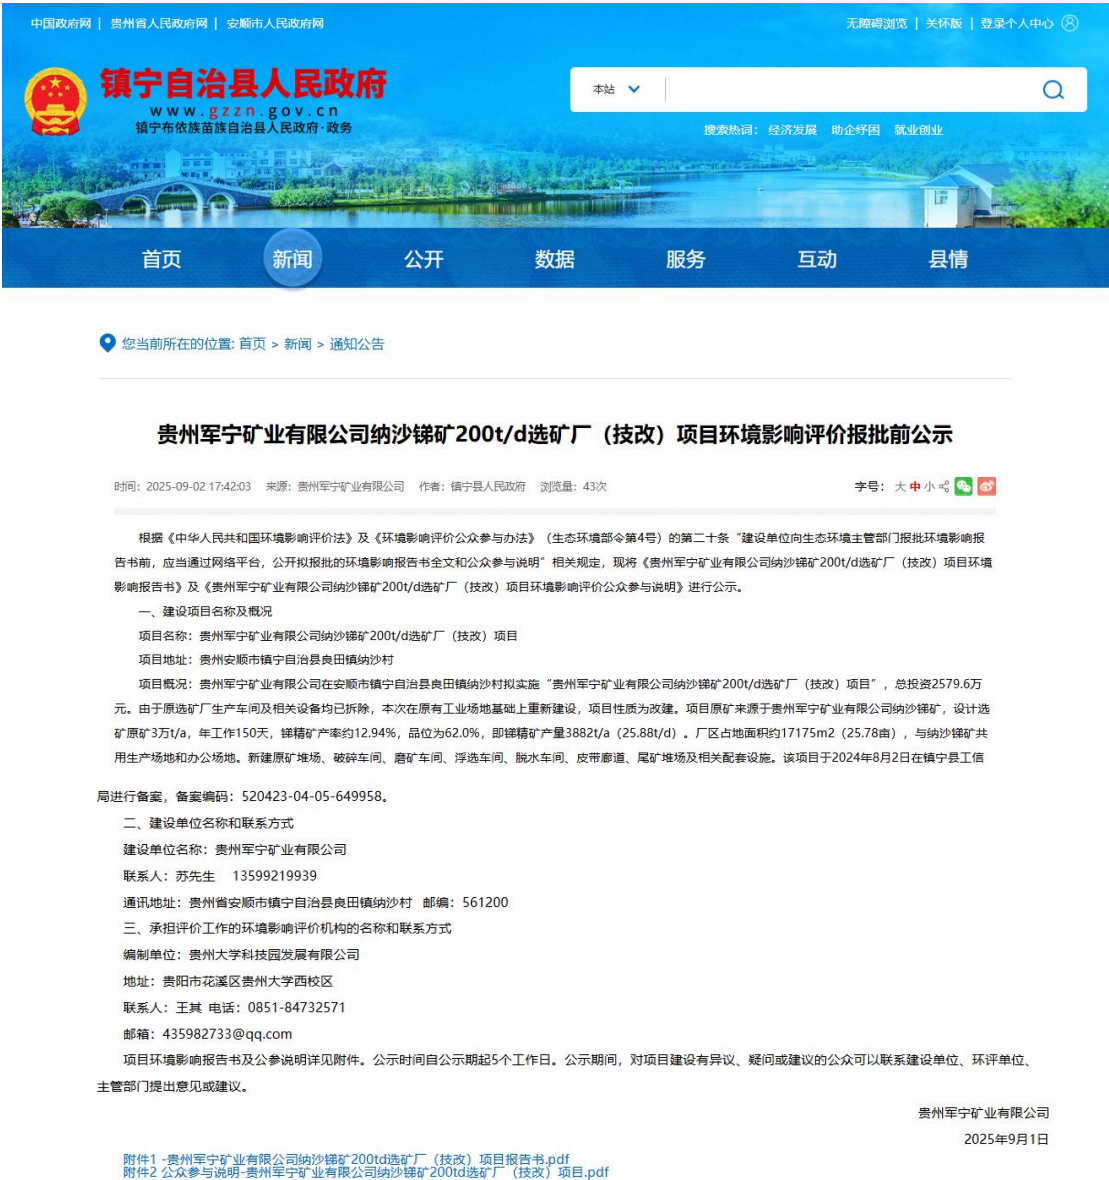 中国政府网 | 贵州省人民政府网 | 安顺市人民政府网
无障碍浏览 | 关怀版 | 登录个人中心
镇宁自治县人民政府
www.gzzn.gov.cn
镇宁布依族苗族自治县人民政府·政务
本站
搜索热词: 经济发展 助企纾困 就业创业
首页 新闻 公开 数据 服务 互动 县情
您当前所在的位置: 首页 > 新闻 > 通知公告
贵州军宁矿业有限公司纳沙锑矿200t/d选矿厂（技改）项目环境影响评价报批前公示
时间：2025-09-02 17:42:03 来源：贵州军宁矿业有限公司 作者：镇宁县人民政府 浏览量：43次
字号：大 中 小
根据《中华人民共和国环境影响评价法》及《环境影响评价公众参与办法》（生态环境部令第4号）的第二十条“建设单位向生态环境主管部门报批环境影响报
告书前，应当通过网络平台，公开拟报批的环境影响报告书全文和公众参与说明”相关规定，现将《贵州军宁矿业有限公司纳沙锑矿200t/d选矿厂（技改）项目环境
影响报告书》及《贵州军宁矿业有限公司纳沙锑矿200t/d选矿厂（技改）项目环境影响评价公众参与说明》进行公示。
一、建设项目名称及概况
项目名称：贵州军宁矿业有限公司纳沙锑矿200t/d选矿厂（技改）项目
项目地址：贵州安顺市镇宁自治县良田镇纳沙村
项目概况：贵州军宁矿业有限公司在安顺市镇宁自治县良田镇纳沙村拟实施“贵州军宁矿业有限公司纳沙锑矿200t/d选矿厂（技改）项目”，总投资2579.6万
元。由于原选矿厂生产车间及相关设备均已拆除，本次在原有工业场地基础上重新建设，项目性质为改建。项目原矿来源于贵州军宁矿业有限公司纳沙锑矿，设计选
矿原矿3万t/a，年工作150天，锑精矿产率约12.94%，品位为62.0%，即锑精矿产量3882t/a（25.88t/d）。厂区占地面积约17175m2（25.78亩），与纳沙锑矿共
用生产场地和办公场地。新建原矿堆场、破碎车间、磨矿车间、浮选车间、脱水车间、皮带廊道、尾矿堆场及相关配套设施。该项目于2024年8月2日在镇宁县工信
局进行备案，备案编码：520423-04-05-649958。
二、建设单位名称和联系方式
建设单位名称：贵州军宁矿业有限公司
联系人：苏先生 13599219939
通讯地址：贵州省安顺市镇宁自治县良田镇纳沙村 邮编：561200
三、承担评价工作的环境影响评价机构的名称和联系方式
编制单位：贵州大学科技园发展有限公司
地址：贵阳市花溪区贵州大学西校区
联系人：王其 电话：0851-84732571
邮箱：435982733@qq.com
项目环境影响报告书及公参说明详见附件。公示时间自公示期起5个工作日。公示期间，对项目建设有异议、疑问或建议的公众可以联系建设单位、环评单位、
主管部门提出意见或建议。
贵州军宁矿业有限公司
2025年9月1日
附件1 -贵州军宁矿业有限公司纳沙锑矿200td选矿厂（技改）项目报告书.pdf
附件2 公众参与说明-贵州军宁矿业有限公司纳沙锑矿200td选矿厂（技改）项目.pdf